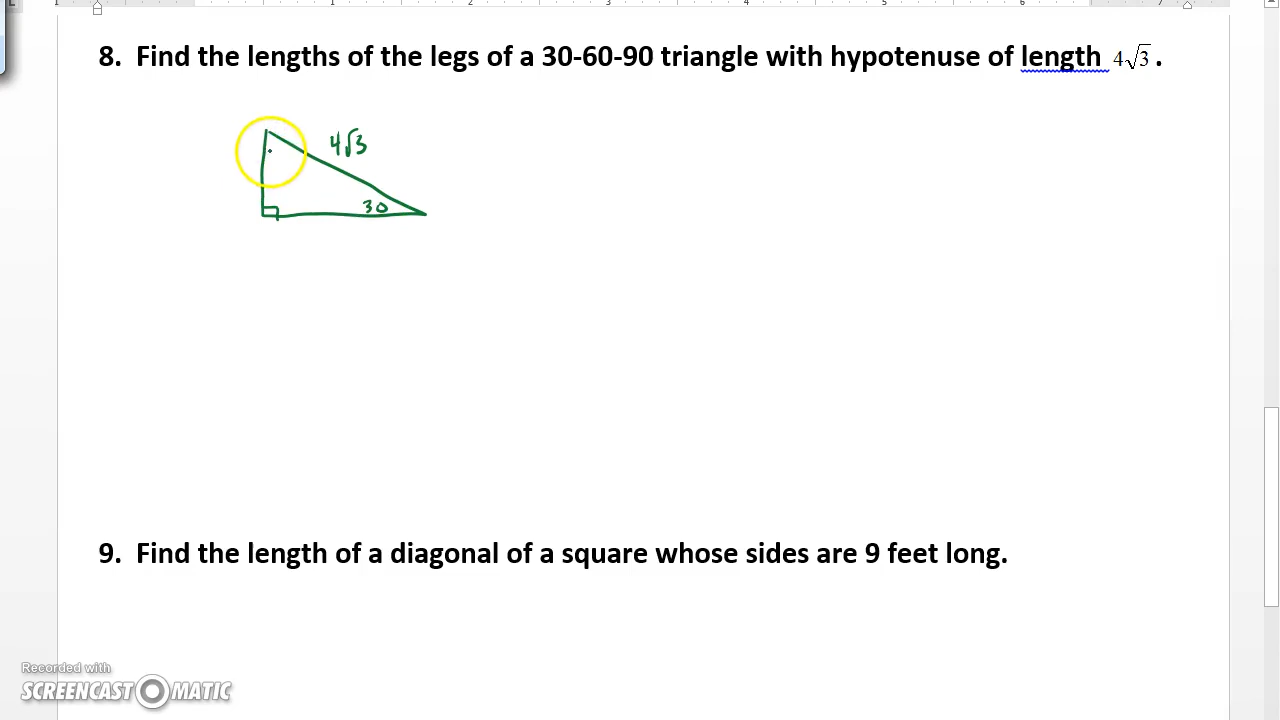 8. Find the lengths of the legs of a 30-60-90 triangle with hypotenuse of length 4√3.
4√3
30
9. Find the length of a diagonal of a square whose sides are 9 feet long.
Recorded with
SCREENCAST-O-MATIC